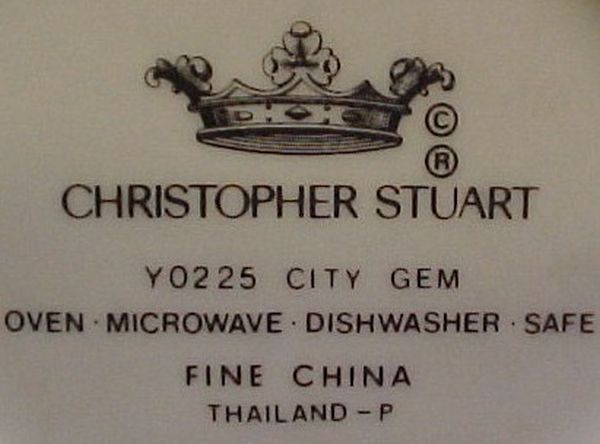 ©
®
CHRISTOPHER STUART
Y0225 CITY GEM
OVEN · MICROWAVE · DISHWASHER · SAFE
FINE CHINA
THAILAND - P